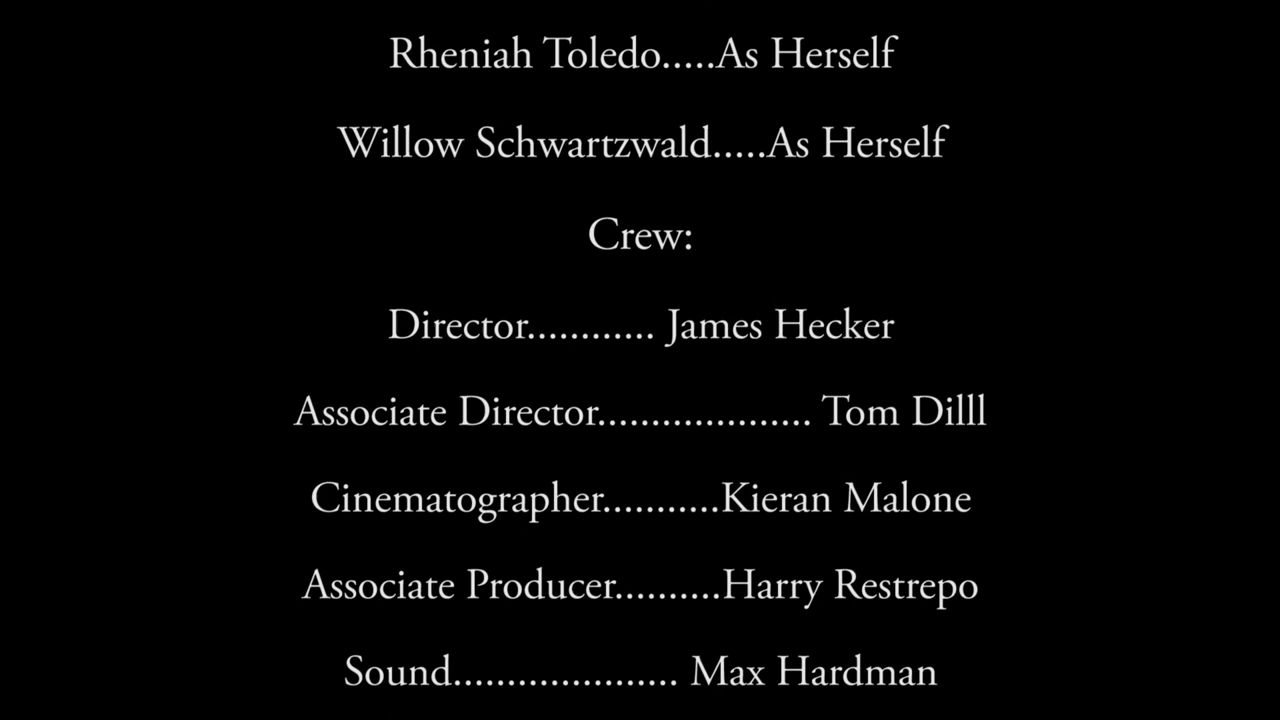 Rheniah Toledo.....As Herself
Willow Schwartzwald.....As Herself
Crew:
Director............ James Hecker
Associate Director.................... Tom Dilll
Cinematographer...........Kieran Malone
Associate Producer..........Harry Restrepo
Sound..................... Max Hardman